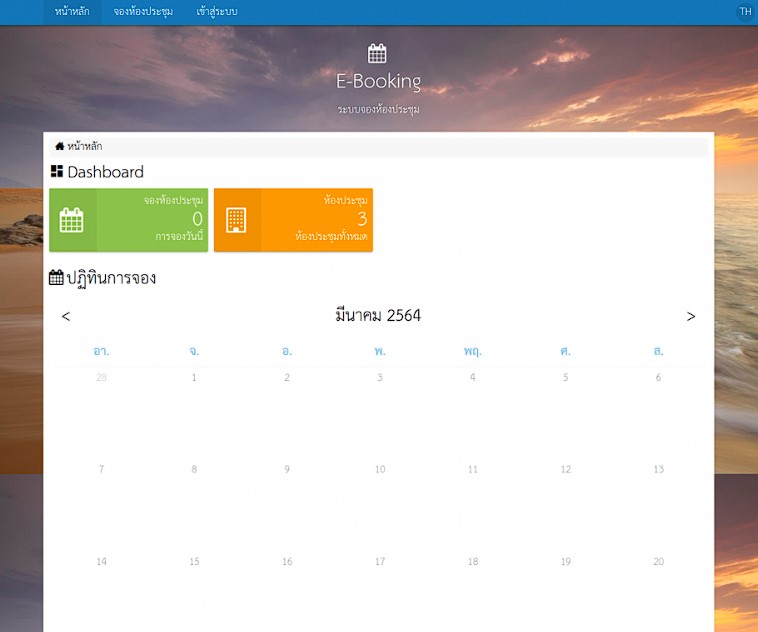 หน้าหลัก จองห้องประชุม เข้าสู่ระบบ TH
E-Booking
ระบบจองห้องประชุม
หน้าหลัก
Dashboard
จองห้องประชุม
0
การจองวันนี้
ห้องประชุม
3
ห้องประชุมทั้งหมด
ปฏิทินการจอง
< มีนาคม 2564 >
อา. จ. อ. พ. พฤ. ศ. ส.
28 1 2 3 4 5 6
7 8 9 10 11 12 13
14 15 16 17 18 19 20